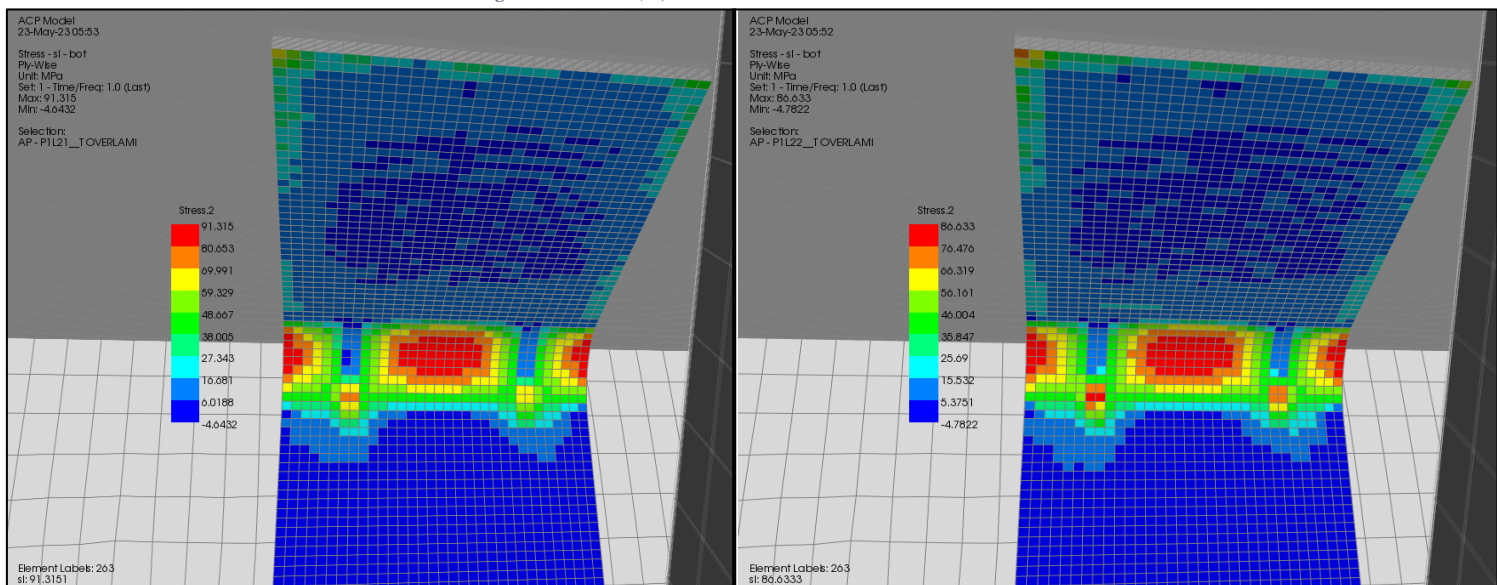 ACP Model
23-May-23 05:53
Stress - s1 - bot
Ply-Wise
Unit: MPa
Set: 1 - Time/Freq: 1.0 (Last)
Max: 91.315
Min: -4.6432
Selection:
AP - P1L21__TOVERLAMI
Stress.2
91.315
80.653
69.991
59.329
48.667
38.005
27.343
16.681
6.0188
-4.6432
Element Labels: 263
s1: 91.3151
ACP Model
23-May-23 05:52
Stress - s1 - bot
Ply-Wise
Unit: MPa
Set: 1 - Time/Freq: 1.0 (Last)
Max: 86.633
Min: -4.7822
Selection:
AP - P1L22__TOVERLAMI
Stress.2
86.633
76.476
66.319
56.161
46.004
35.847
25.69
15.532
5.3751
-4.7822
Element Labels: 263
s1: 86.6333